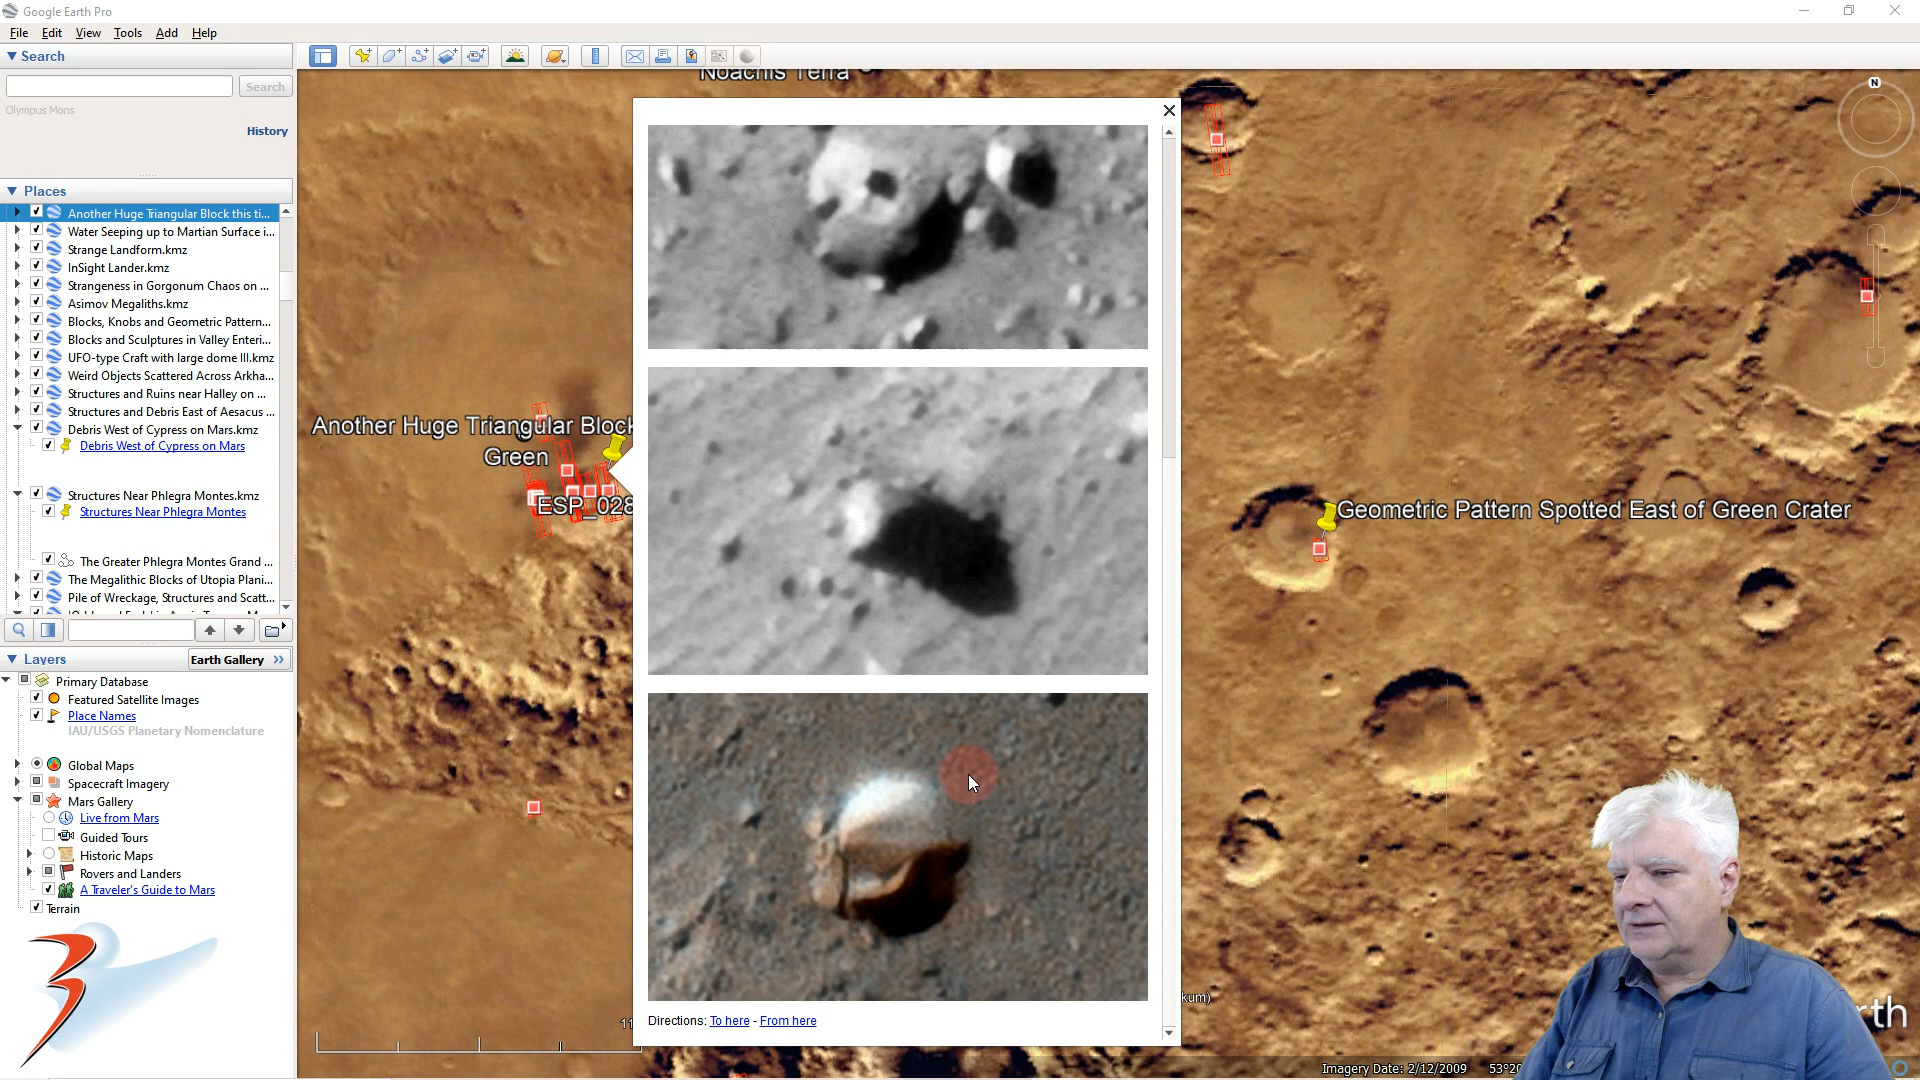 Google Earth Pro
File Edit View Tools Add Help
Search
Search
Olympus Mons
History
Places
Another Huge Triangular Block this ti...
Water Seeping up to Martian Surface i...
Strange Landform.kmz
InSight Lander.kmz
Strangeness in Gorgonum Chaos on ...
Asimov Megaliths.kmz
Blocks, Knobs and Geometric Pattern...
Blocks and Sculptures in Valley Enteri...
UFO-type Craft with large dome III.kmz
Weird Objects Scattered Across Arkha...
Structures and Ruins near Halley on ...
Structures and Debris East of Aesacus ...
Debris West of Cypress on Mars.kmz
Debris West of Cypress on Mars
Structures Near Phlegra Montes.kmz
Structures Near Phlegra Montes
The Greater Phlegra Montes Grand ...
The Megalithic Blocks of Utopia Plani...
Pile of Wreckage, Structures and Scatt...
Layers
Earth Gallery »
Primary Database
Featured Satellite Images
Place Names
IAU/USGS Planetary Nomenclature
Global Maps
Spacecraft Imagery
Mars Gallery
Live from Mars
Guided Tours
Historic Maps
Rovers and Landers
A Traveler's Guide to Mars
Terrain
Noachis Terra
N
Another Huge Triangular Block
Green
ESP_028
Geometric Pattern Spotted East of Green Crater
Directions: To here - From here
kum)
11
rth
Imagery Date: 2/12/2009 53°20